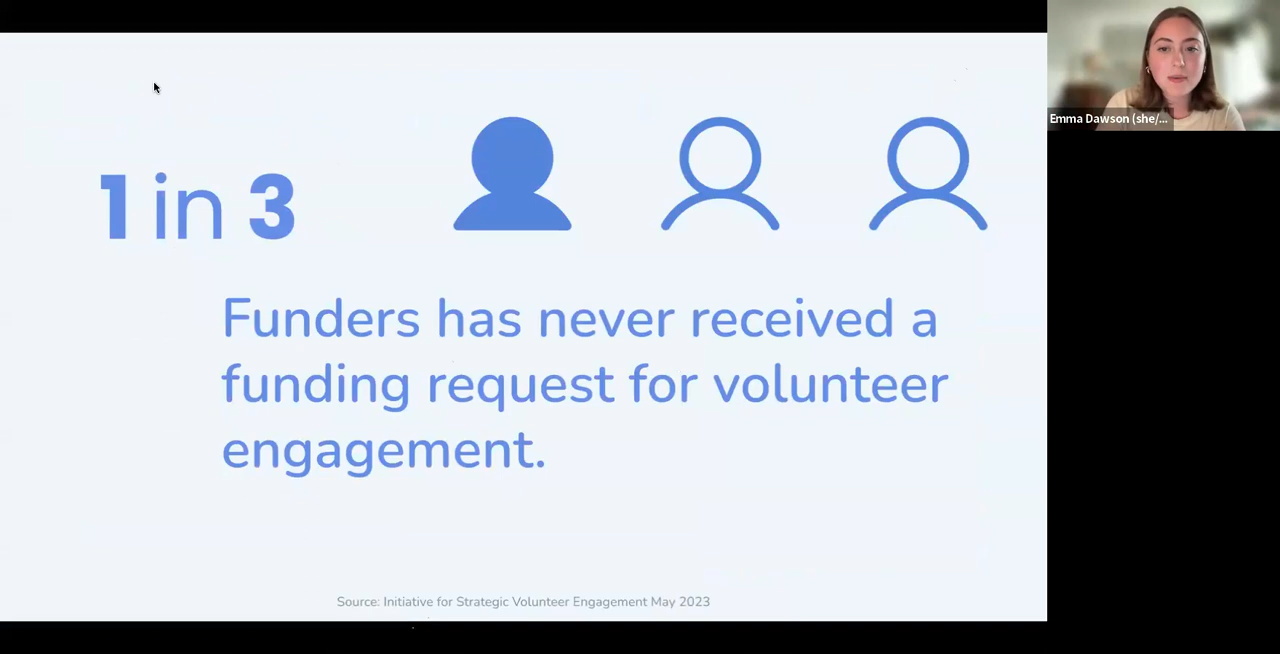 1 in 3
Funders has never received a
funding request for volunteer
engagement.
Source: Initiative for Strategic Volunteer Engagement May 2023
Emma Dawson (she/...